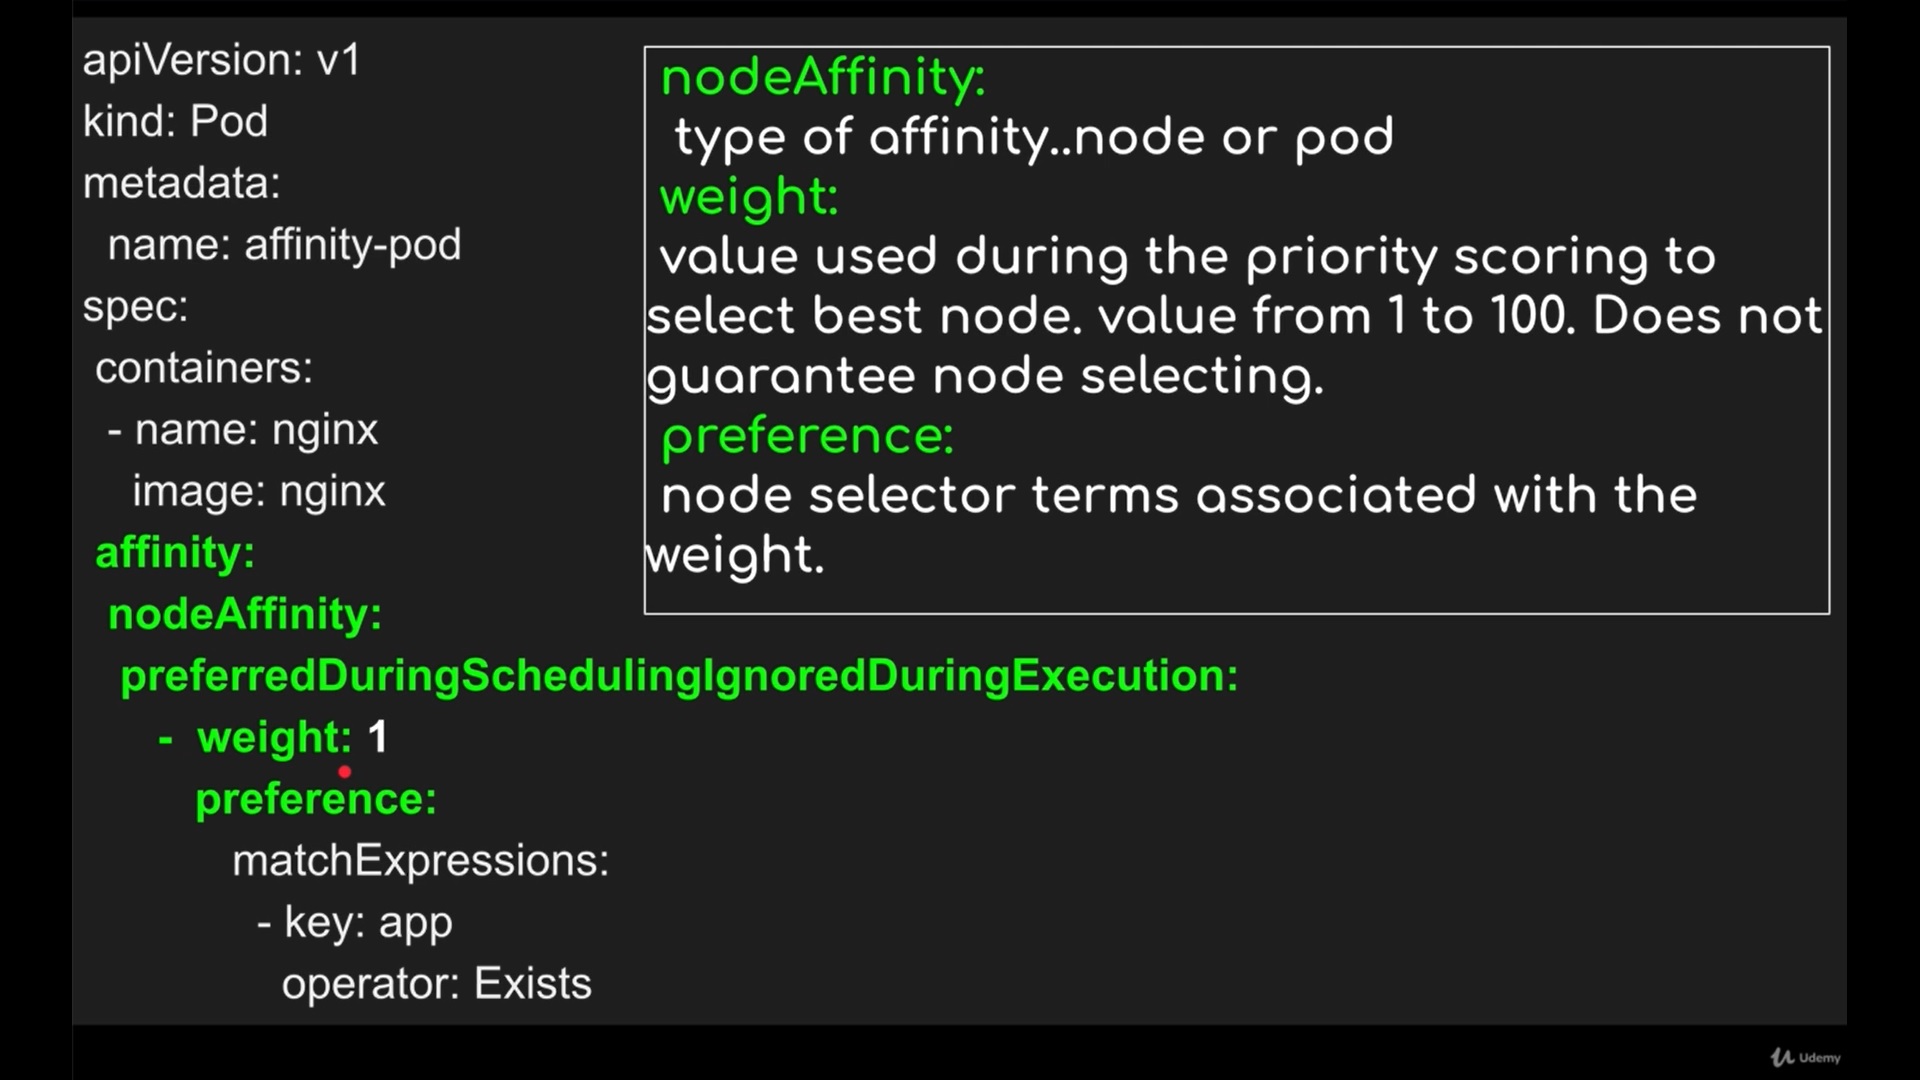 apiVersion: v1
kind: Pod
metadata:
name: affinity-pod
spec:
containers:
- name: nginx
image: nginx
affinity:
nodeAffinity:
preferredDuringSchedulingIgnoredDuringExecution:
- weight: 1
preference:
matchExpressions:
- key: app
operator: Exists
nodeAffinity:
type of affinity..node or pod
weight:
value used during the priority scoring to
select best node. value from 1 to 100. Does not
guarantee node selecting.
preference:
node selector terms associated with the
weight.
Udemy